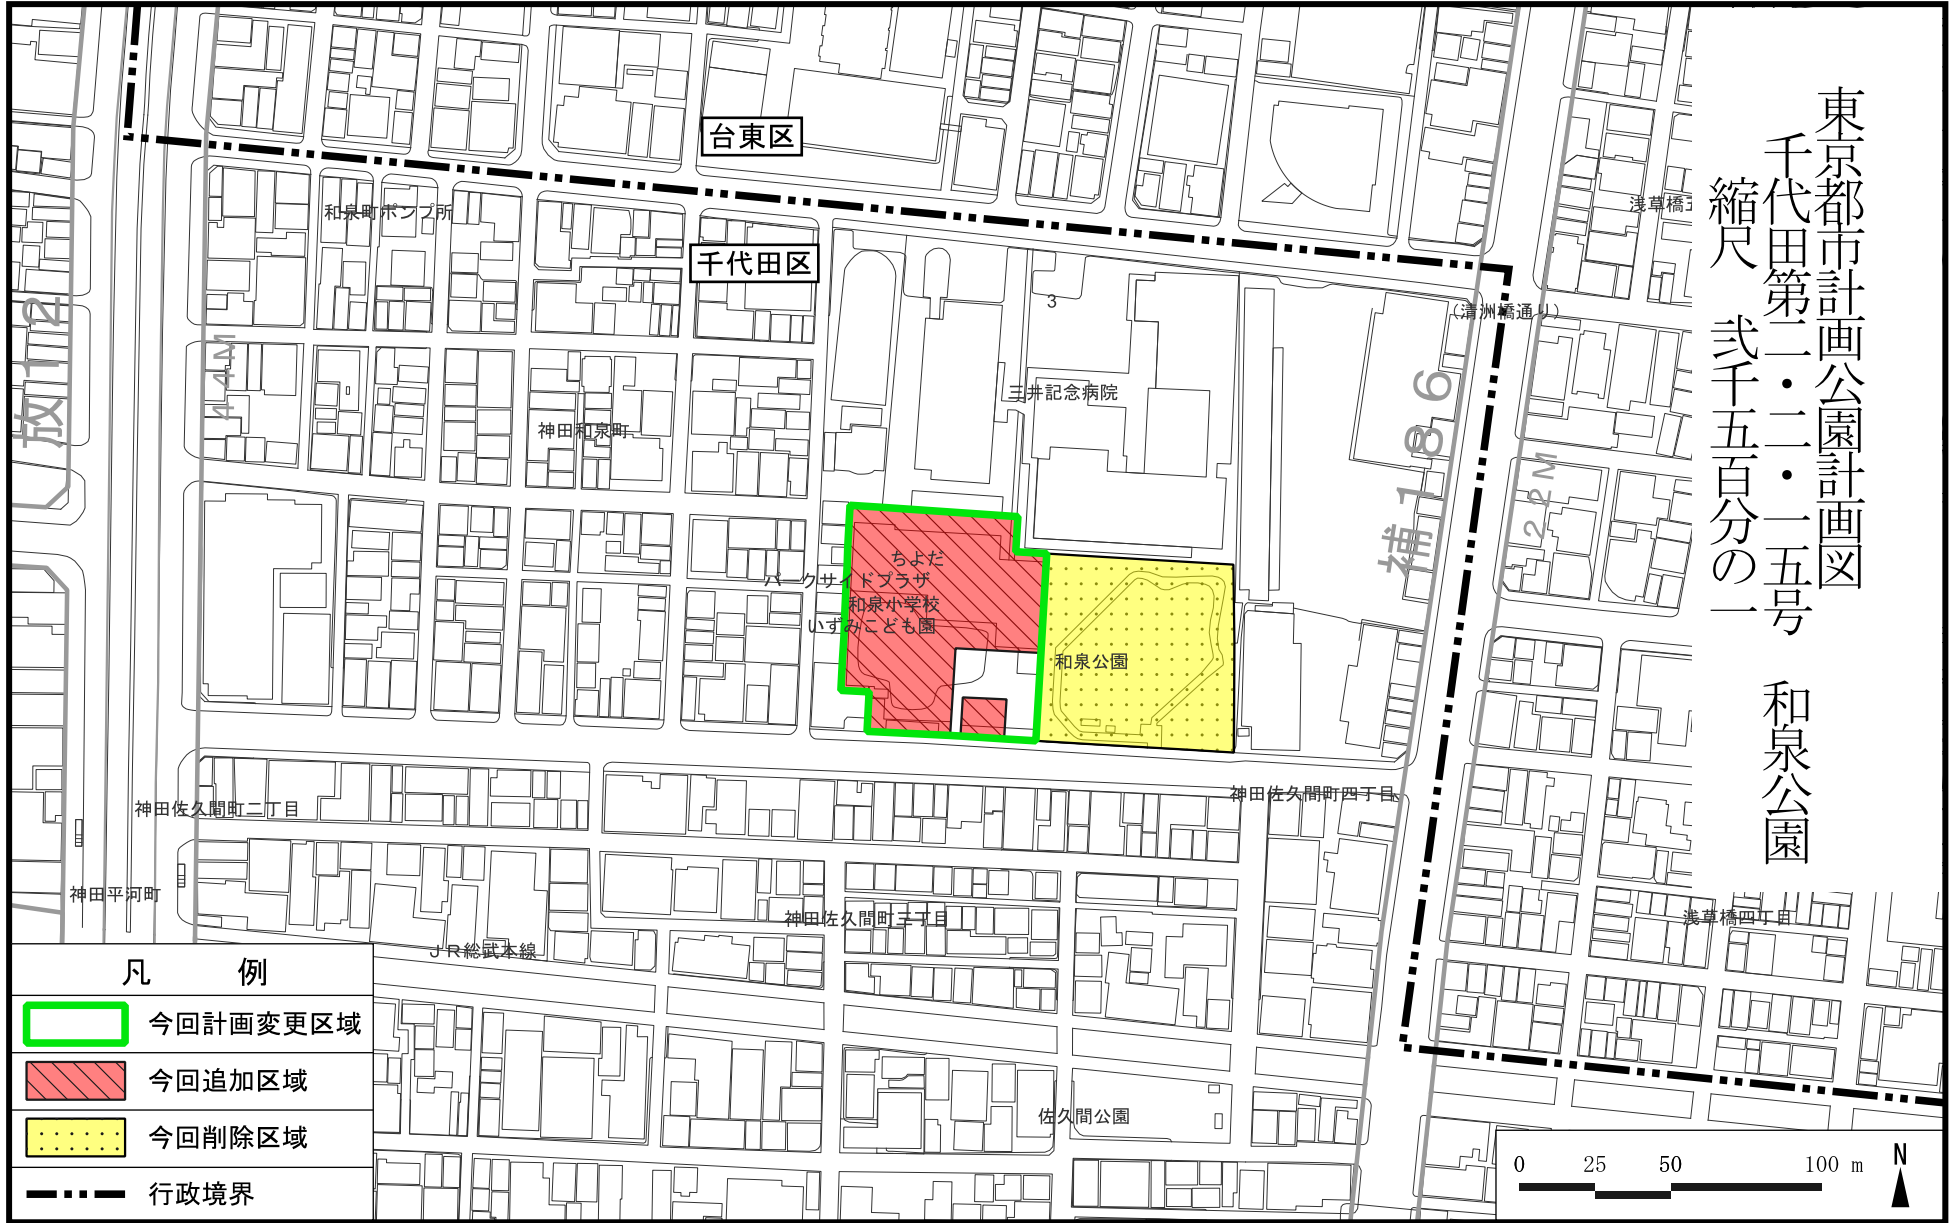 東京都市計画公園計画図
千代田第二・二・一五号　和泉公園
縮尺　弐千五百分の一
台東区
千代田区
和泉町ポンプ所
浅草橋
3
(清洲橋通り)
放12
44M
三井記念病院
神田和泉町
補186
22M
ちよだ
パークサイドプラザ
和泉小学校
いずみこども園
和泉公園
神田佐久間町二丁目
神田佐久間町四丁目
神田平河町
神田佐久間町三丁目
浅草橋四丁目
JR総武本線
佐久間公園
凡　例
今回計画変更区域
今回追加区域
今回削除区域
行政境界
0 25 50 100 m
N